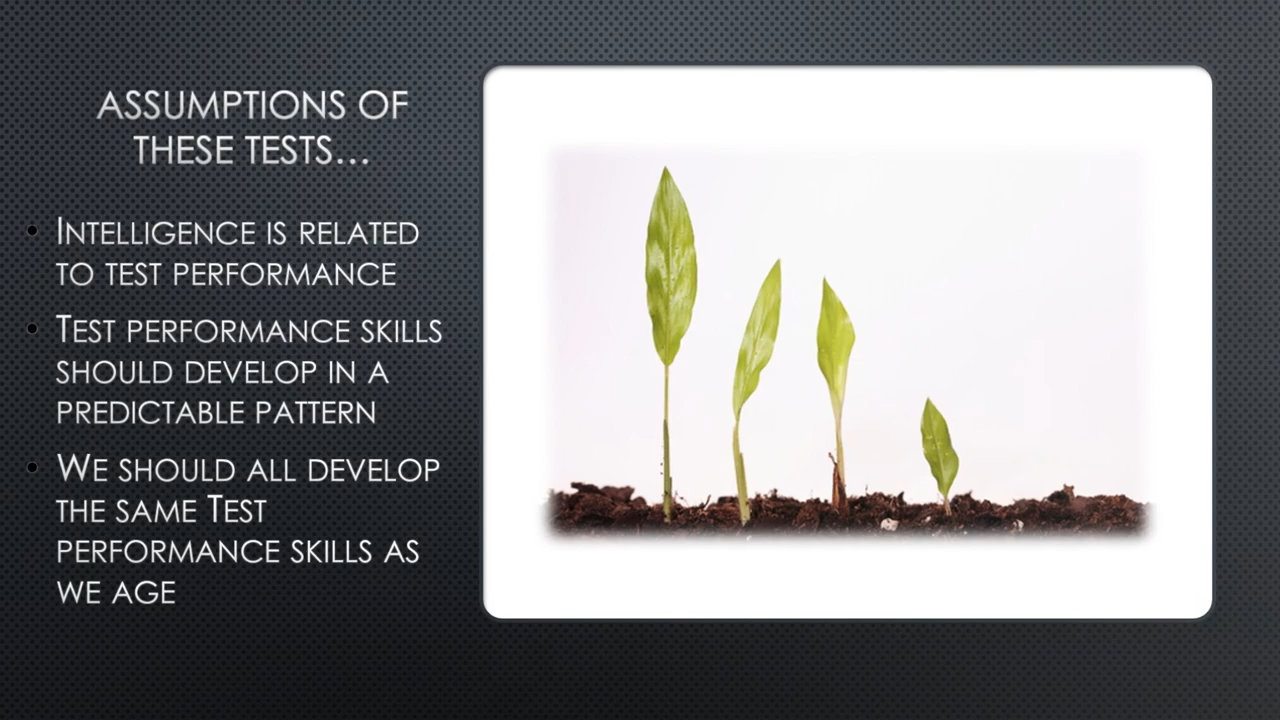 ASSUMPTIONS OF
THESE TESTS…
• INTELLIGENCE IS RELATED
TO TEST PERFORMANCE
• TEST PERFORMANCE SKILLS
SHOULD DEVELOP IN A
PREDICTABLE PATTERN
• WE SHOULD ALL DEVELOP
THE SAME TEST
PERFORMANCE SKILLS AS
WE AGE